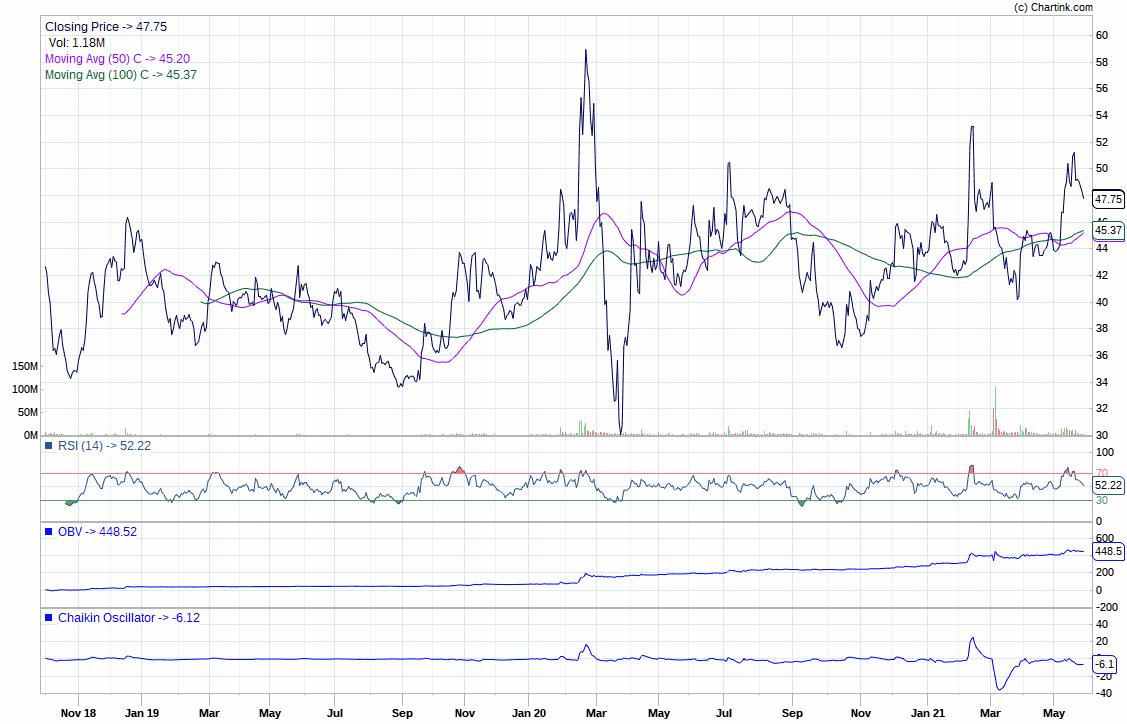 (c) Chartink.com
Closing Price -> 47.75
Vol: 1.18M
Moving Avg (50) C -> 45.20
Moving Avg (100) C -> 45.37
60
58
56
54
52
50
47.75
46
45.37
44
42
40
38
36
34
32
30
150M
100M
50M
0M
RSI (14) -> 52.22
100
70
52.22
30
0
OBV -> 448.52
600
448.5
200
0
-200
Chaikin Oscillator -> -6.12
40
20
0
-6.1
-20
-40
Nov 18 Jan 19 Mar May Jul Sep Nov Jan 20 Mar May Jul Sep Nov Jan 21 Mar May